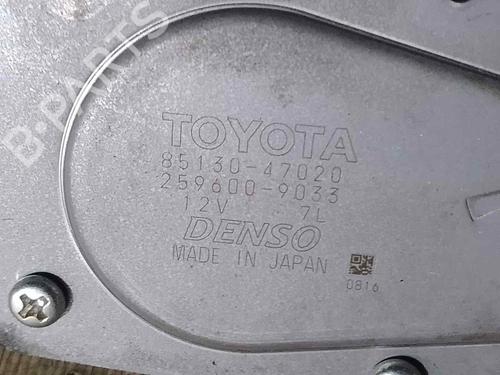 B-PARTS
TOYOTA
85130-47020
259600-9033
12V 7L
DENSO
MADE IN JAPAN
0816